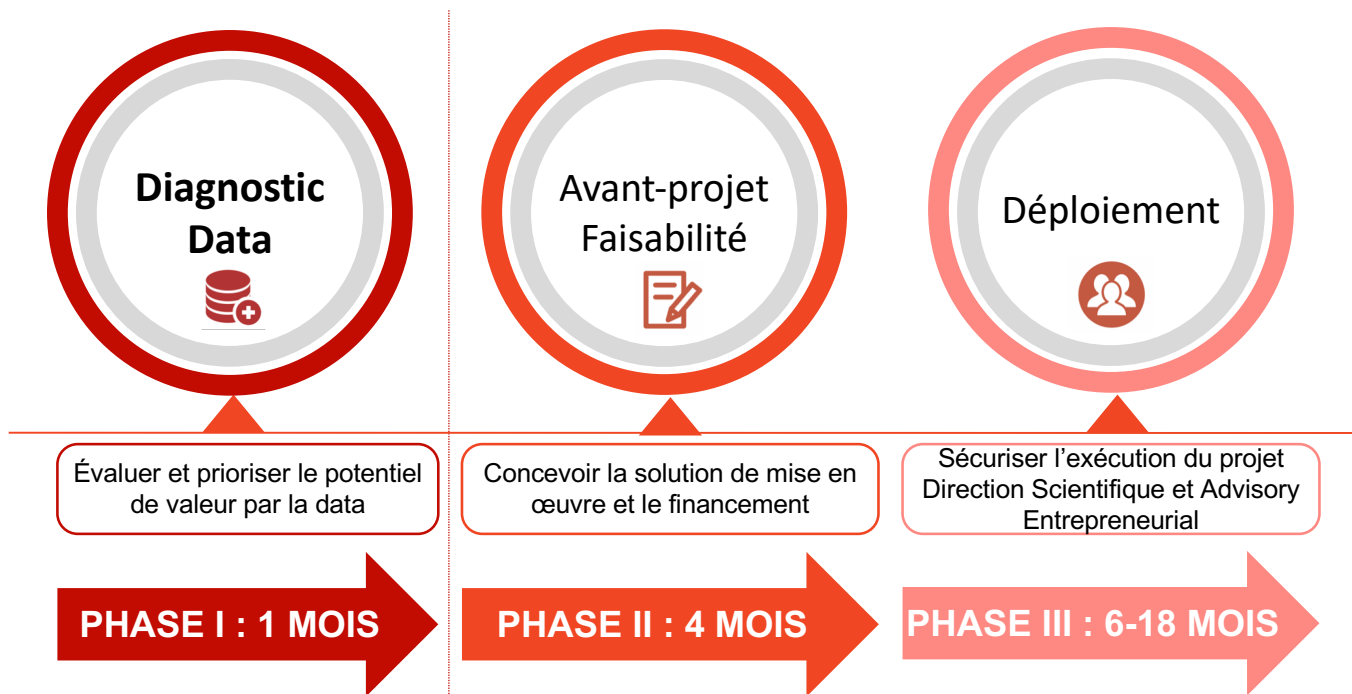 Diagnostic
Data
Avant-projet
Faisabilité
Déploiement
Évaluer et prioriser le potentiel
de valeur par la data
Concevoir la solution de mise en
œuvre et le financement
Sécuriser l’exécution du projet
Direction Scientifique et Advisory
Entrepreneurial
PHASE I : 1 MOIS
PHASE II : 4 MOIS
PHASE III : 6-18 MOIS